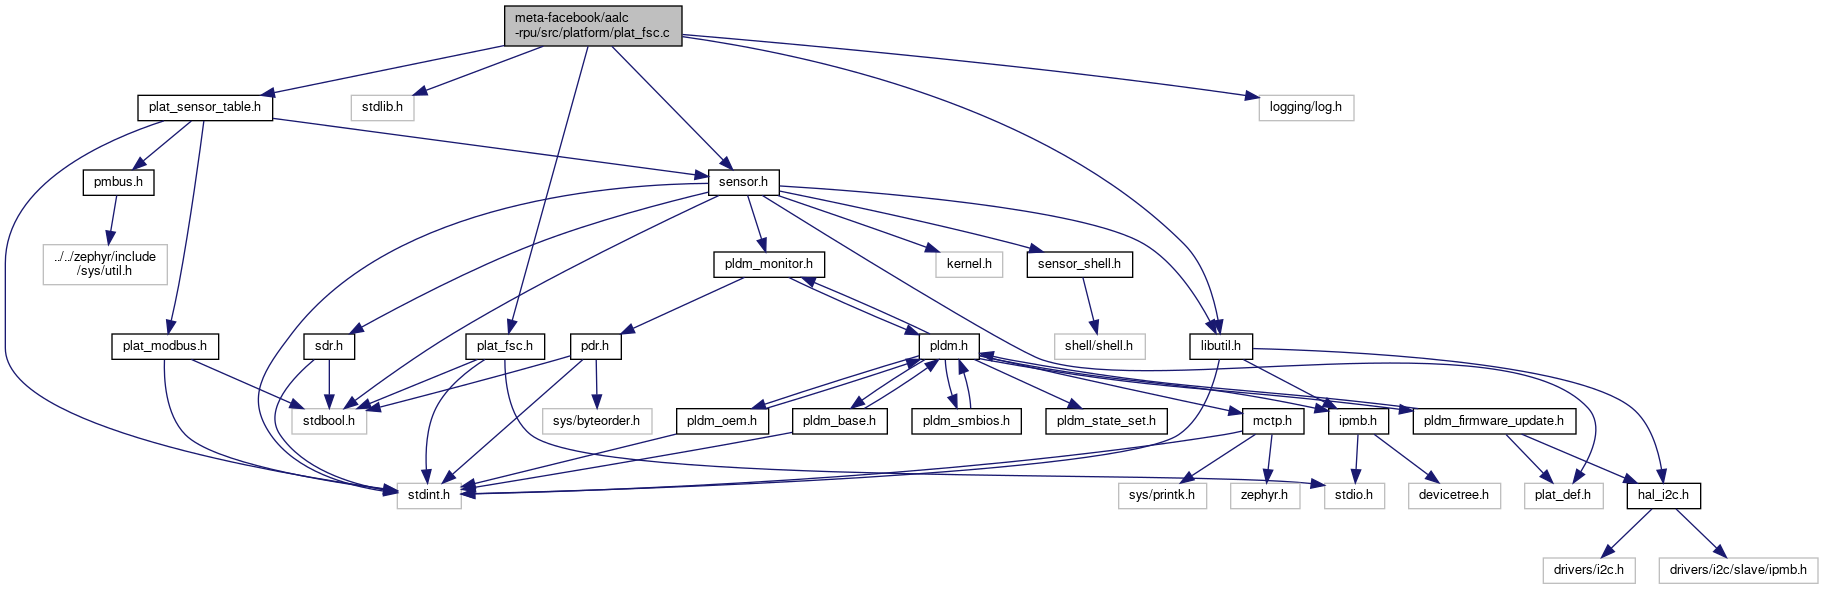 meta-facebook/aalc
-rpu/src/platform/plat_fsc.c
plat_sensor_table.h
stdlib.h
logging/log.h
pmbus.h
sensor.h
../../zephyr/include
/sys/util.h
pldm_monitor.h
kernel.h
sensor_shell.h
plat_modbus.h
sdr.h
plat_fsc.h
pdr.h
pldm.h
shell/shell.h
libutil.h
stdbool.h
sys/byteorder.h
pldm_oem.h
pldm_base.h
pldm_smbios.h
pldm_state_set.h
mctp.h
ipmb.h
pldm_firmware_update.h
stdint.h
sys/printk.h
zephyr.h
stdio.h
devicetree.h
plat_def.h
hal_i2c.h
drivers/i2c.h
drivers/i2c/slave/ipmb.h